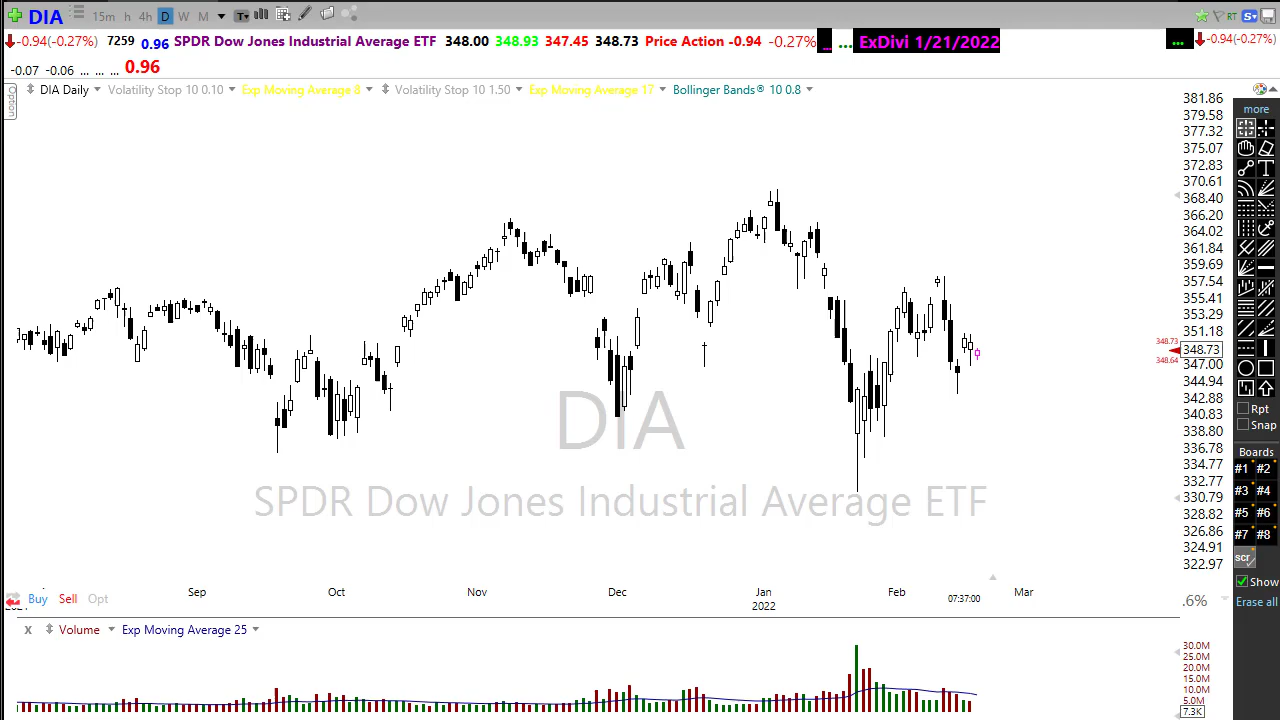 DIA 15m h 4h D W M T RT S
-0.94(-0.27%) 7259 0.96 SPDR Dow Jones Industrial Average ETF 348.00 348.93 347.45 348.73 Price Action -0.94 -0.27% ... ... ExDivi 1/21/2022 ... -0.94(-0.27%)
-0.07 -0.06 ... ... ... 0.96
Option
DIA Daily Volatility Stop 10 0.10 Exp Moving Average 8 Volatility Stop 10 1.50 Exp Moving Average 17 Bollinger Bands® 10 0.8
381.86
379.58
377.32
375.07
372.83
370.61
368.40
366.20
364.02
361.84
359.69
357.54
355.41
353.29
351.18
348.73
348.73
348.64
347.00
344.94
342.88
340.83
338.80
336.78
334.77
332.77
330.79
328.82
326.86
324.91
322.97
DIA
SPDR Dow Jones Industrial Average ETF
more
T
Rpt
Snap
Boards
#1 #2
#3 #4
#5 #6
#7 #8
scr
Show
Erase all
Sep Oct Nov Dec Jan Feb Mar
2022 07:37:00
Buy Sell Opt
.6%
X Volume Exp Moving Average 25
30.0M
25.0M
20.0M
15.0M
10.0M
5.0M
7.3K